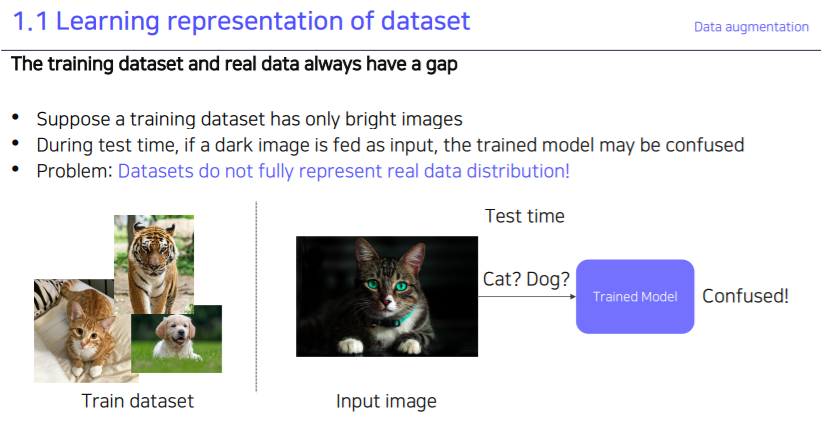 1.1 Learning representation of dataset
Data augmentation
The training dataset and real data always have a gap
• Suppose a training dataset has only bright images
• During test time, if a dark image is fed as input, the trained model may be confused
• Problem: Datasets do not fully represent real data distribution!
Test time
Cat? Dog?
Trained Model
Confused!
Train dataset
Input image